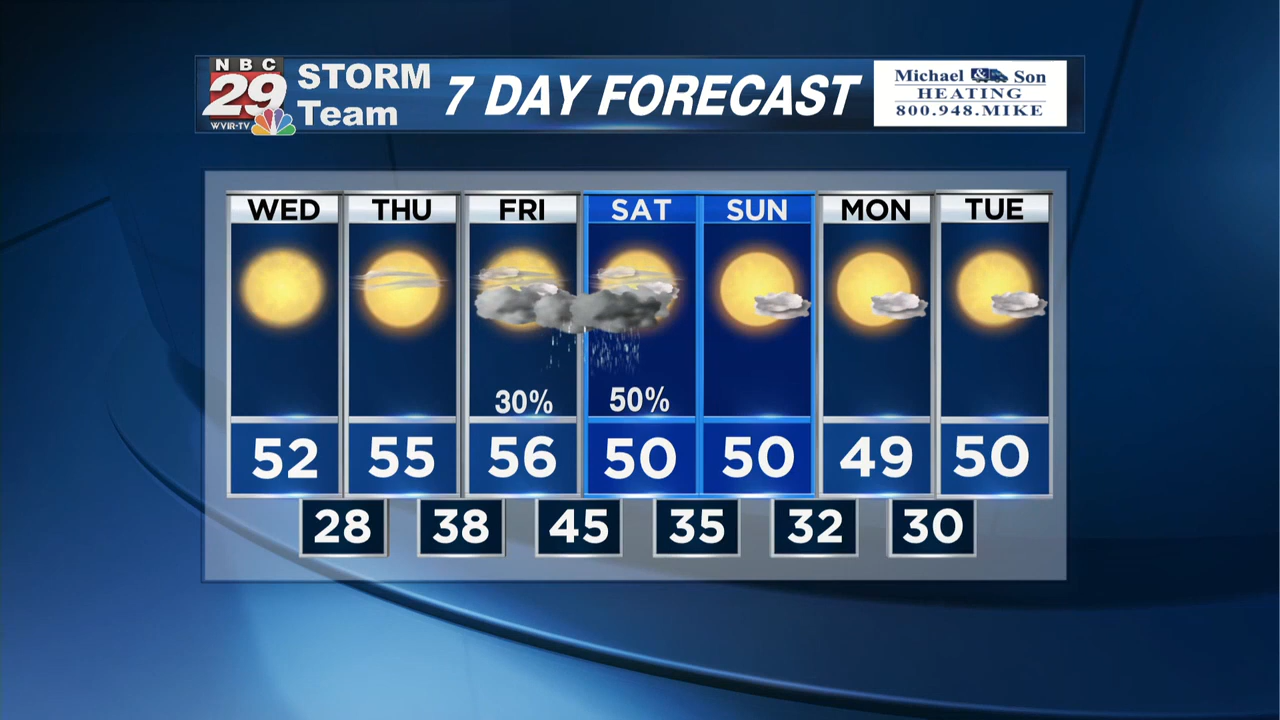 NBC
29
WVIR-TV
STORM
Team
7 DAY FORECAST
Michael & Son
HEATING
800.948.MIKE
WED THU FRI SAT SUN MON TUE
30% 50%
52 55 56 50 50 49 50
28 38 45 35 32 30